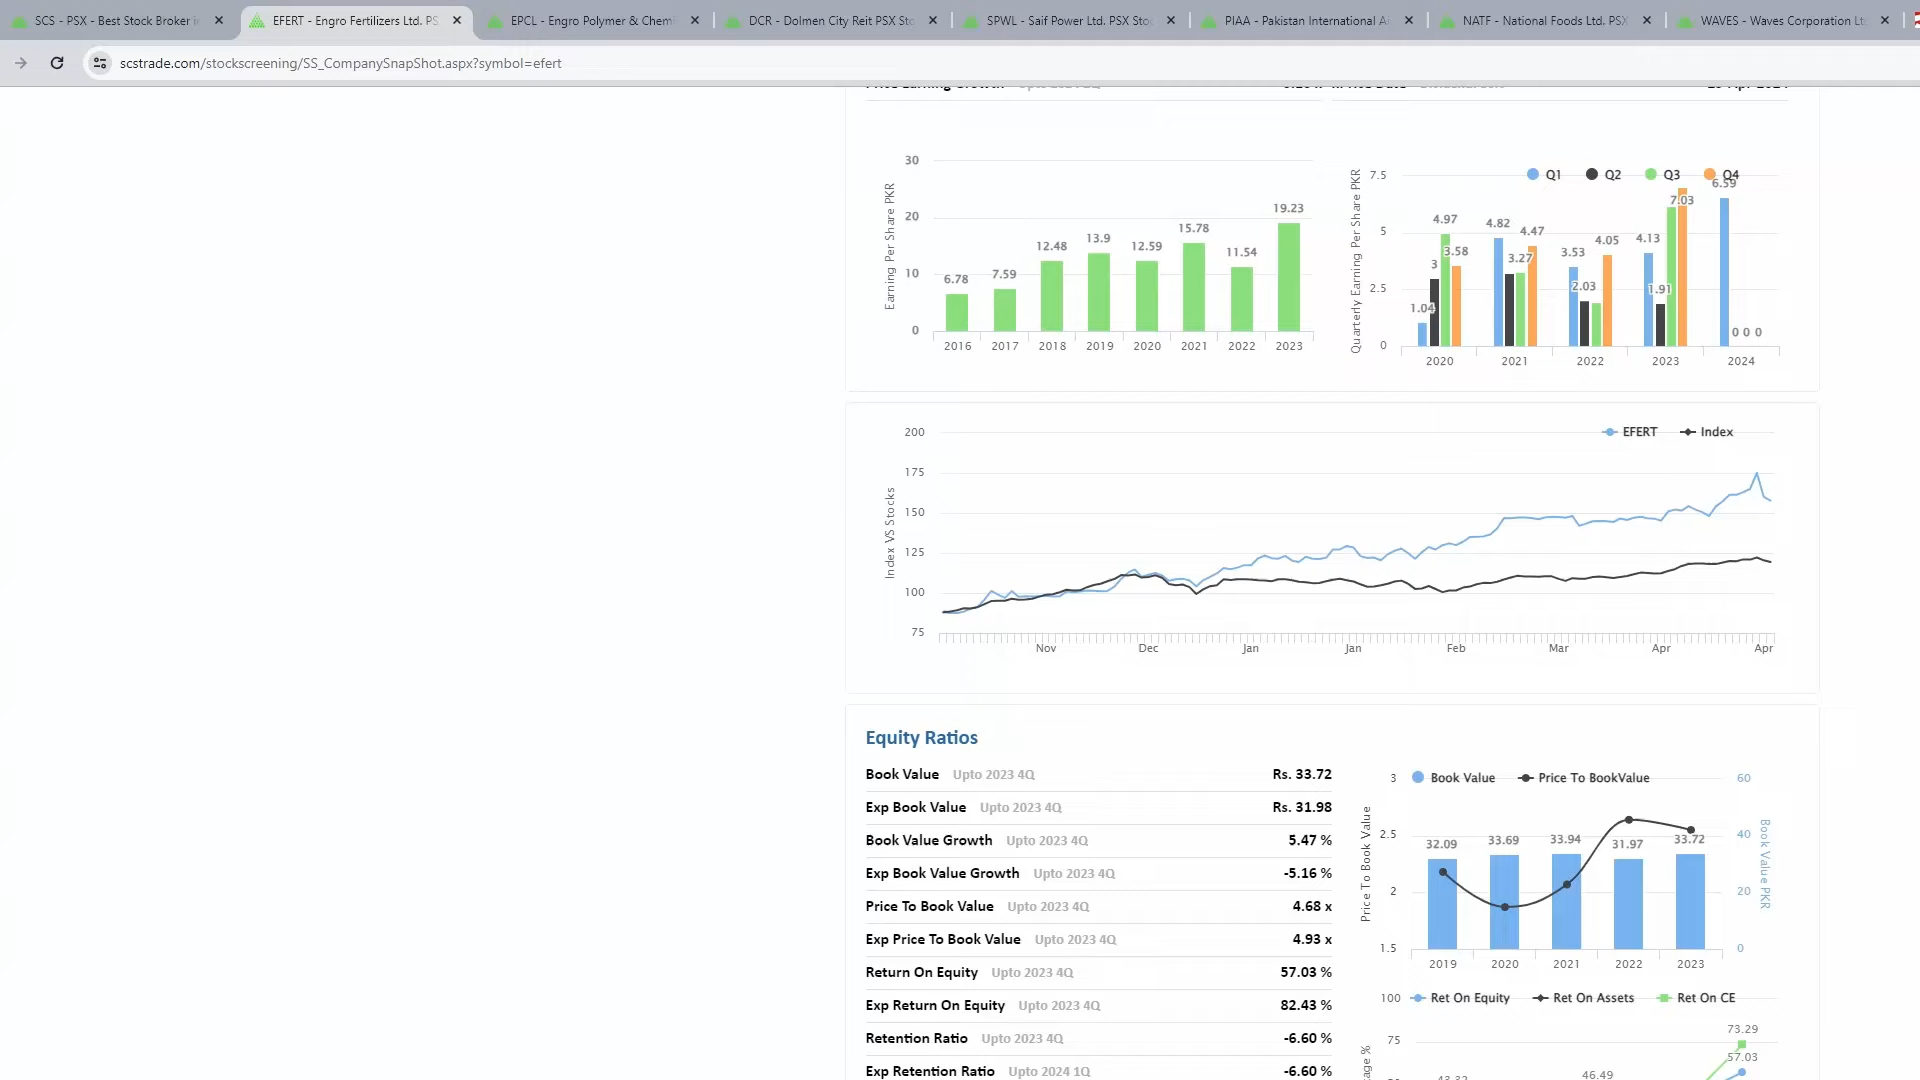 SCS - PSX - Best Stock Broker in
EFERT - Engro Fertilizers Ltd. PS
EPCL - Engro Polymer & Chemi
DCR - Dolmen City Reit PSX Sto
SPWL - Saif Power Ltd. PSX Stoc
PIAA - Pakistan International Ai
NATF - National Foods Ltd. PSX
WAVES - Waves Corporation Lt
scstrade.com/stockscreening/SS_CompanySnapShot.aspx?symbol=efert
Earning Per Share PKR
30
20
10
0
6.78
7.59
12.48
13.9
12.59
15.78
11.54
19.23
2016 2017 2018 2019 2020 2021 2022 2023
Quarterly Earning Per Share PKR
Q1 Q2 Q3 Q4
7.5
5
2.5
0
1.04
3
4.97
3.58
4.82
3.27
4.47
3.53
2.03
4.05
4.13
1.91
7.03
6.59
0 0 0
2020 2021 2022 2023 2024
EFERT Index
Index VS Stocks
200
175
150
125
100
75
Nov Dec Jan Jan Feb Mar Apr Apr
Equity Ratios
Book Value Upto 2023 4Q Rs. 33.72
Exp Book Value Upto 2023 4Q Rs. 31.98
Book Value Growth Upto 2023 4Q 5.47 %
Exp Book Value Growth Upto 2023 4Q -5.16 %
Price To Book Value Upto 2023 4Q 4.68 x
Exp Price To Book Value Upto 2023 4Q 4.93 x
Return On Equity Upto 2023 4Q 57.03 %
Exp Return On Equity Upto 2023 4Q 82.43 %
Retention Ratio Upto 2023 4Q -6.60 %
Exp Retention Ratio Upto 2024 1Q -6.60 %
Book Value Price To BookValue
Price To Book Value
3
2.5
2
1.5
Book Value PKR
60
40
20
0
32.09 33.69 33.94 31.97 33.72
2019 2020 2021 2022 2023
Ret On Equity Ret On Assets Ret On CE
100
75
73.29
57.03
46.49